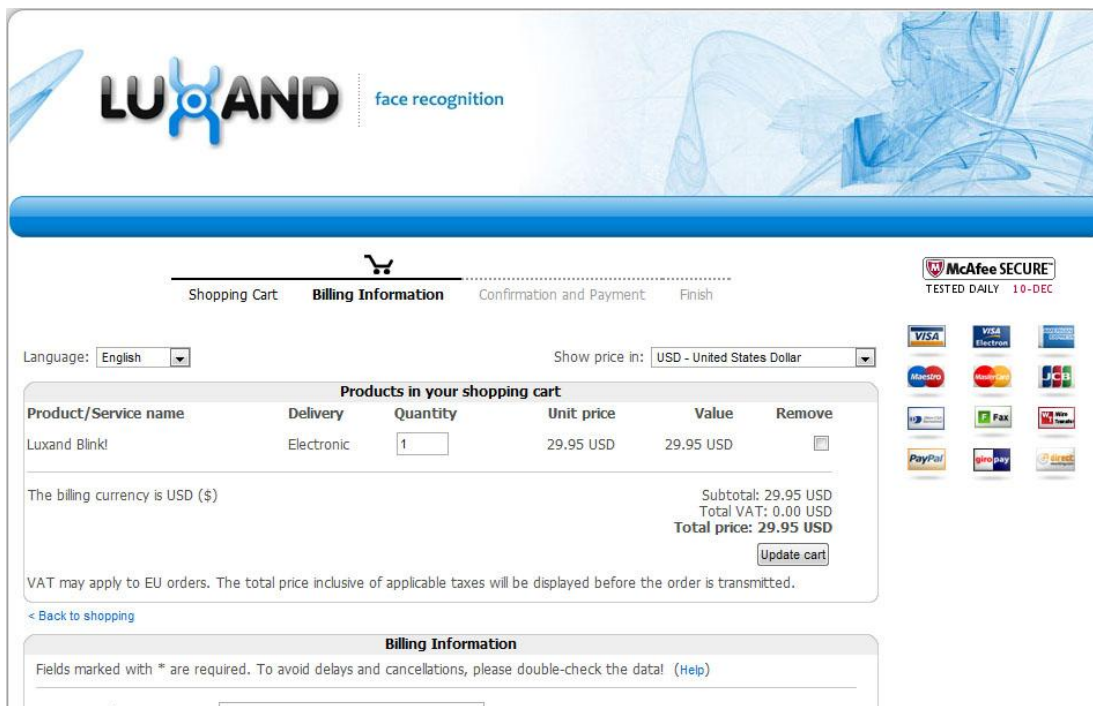 LUXAND face recognition
McAfee SECURE™
TESTED DAILY 10-DEC
Shopping Cart Billing Information Confirmation and Payment Finish
Language: English Show price in: USD - United States Dollar
VISA VISA Electron
Maestro MasterCard JCB
Fax Wire Transfer
PayPal giropay direct
Products in your shopping cart
Product/Service name Delivery Quantity Unit price Value Remove
Luxand Blink! Electronic 1 29.95 USD 29.95 USD
The billing currency is USD ($) Subtotal: 29.95 USD
Total VAT: 0.00 USD
Total price: 29.95 USD
Update cart
VAT may apply to EU orders. The total price inclusive of applicable taxes will be displayed before the order is transmitted.
< Back to shopping
Billing Information
Fields marked with * are required. To avoid delays and cancellations, please double-check the data! (Help)